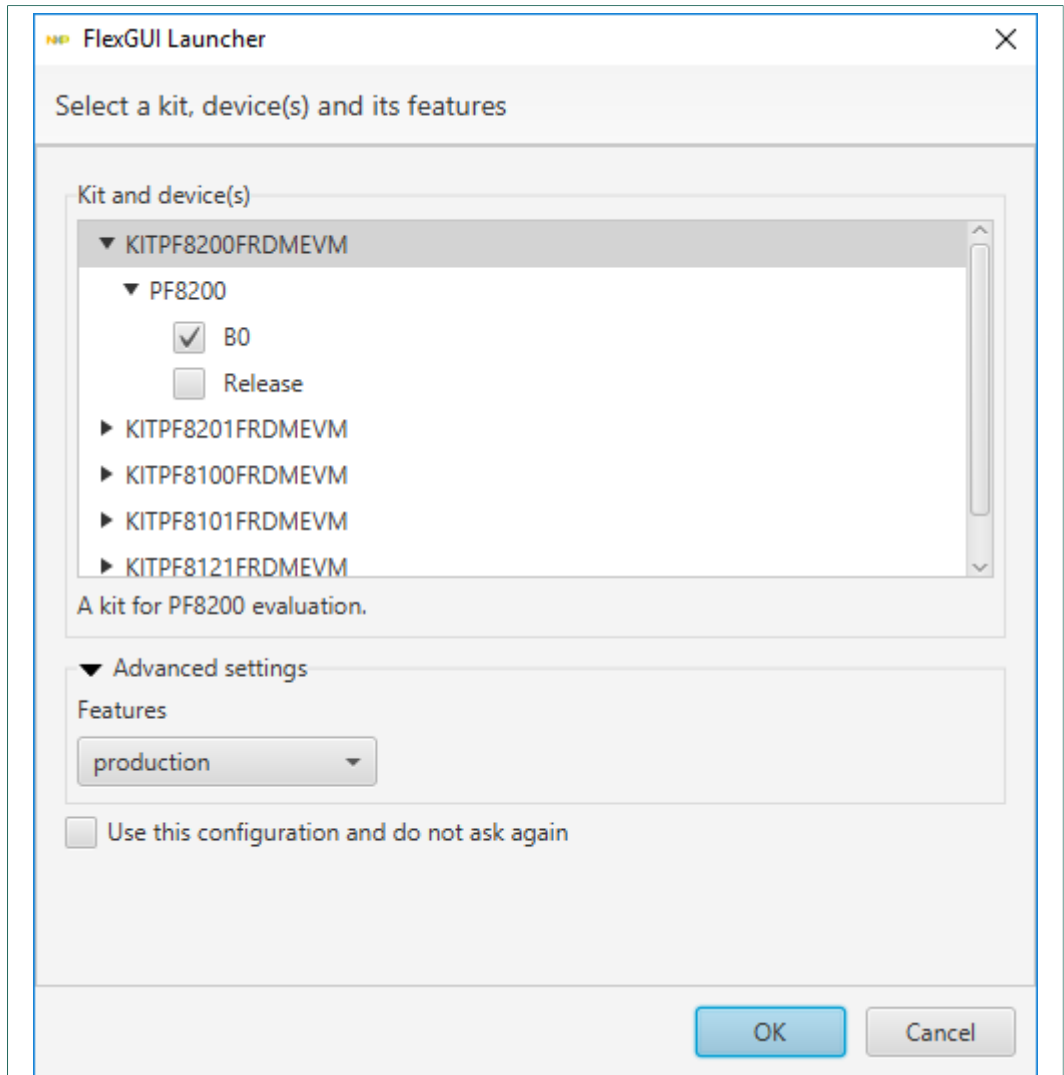 NXP FlexGUI Launcher
Select a kit, device(s) and its features
Kit and device(s)
KITPF8200FRDMEVM
PF8200
B0
Release
KITPF8201FRDMEVM
KITPF8100FRDMEVM
KITPF8101FRDMEVM
KITPF8121FRDMEVM
A kit for PF8200 evaluation.
Advanced settings
Features
production
Use this configuration and do not ask again
OK Cancel